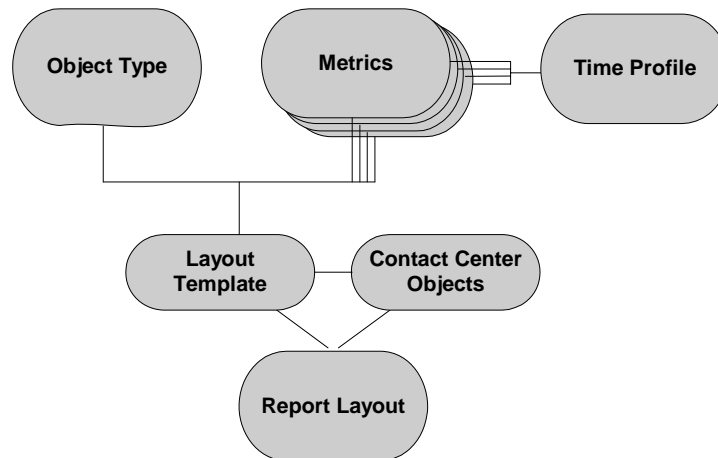 Object Type
Metrics
Time Profile
Layout
Template
Contact Center
Objects
Report Layout